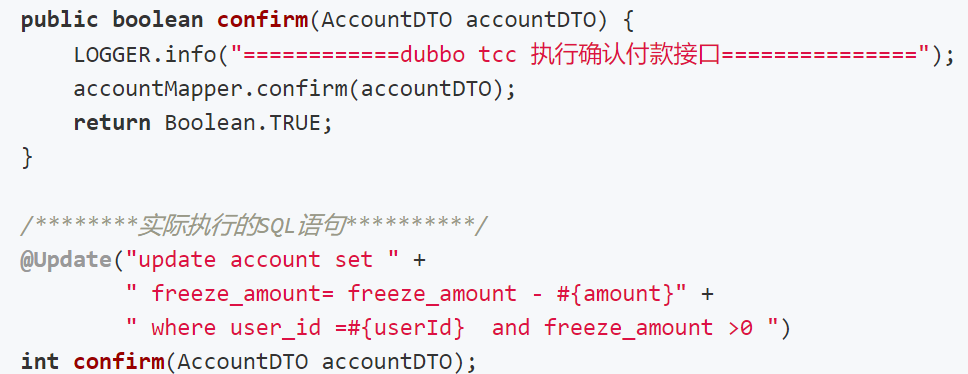 public boolean confirm(AccountDTO accountDTO) {
    LOGGER.info("============dubbo tcc 执行确认付款接口===============");
    accountMapper.confirm(accountDTO);
    return Boolean.TRUE;
}
/********实际执行的SQL语句**********/
@Update("update account set " +
        " freeze_amount= freeze_amount - #{amount}" +
        " where user_id =#{userId}  and freeze_amount >0 ")
int confirm(AccountDTO accountDTO);